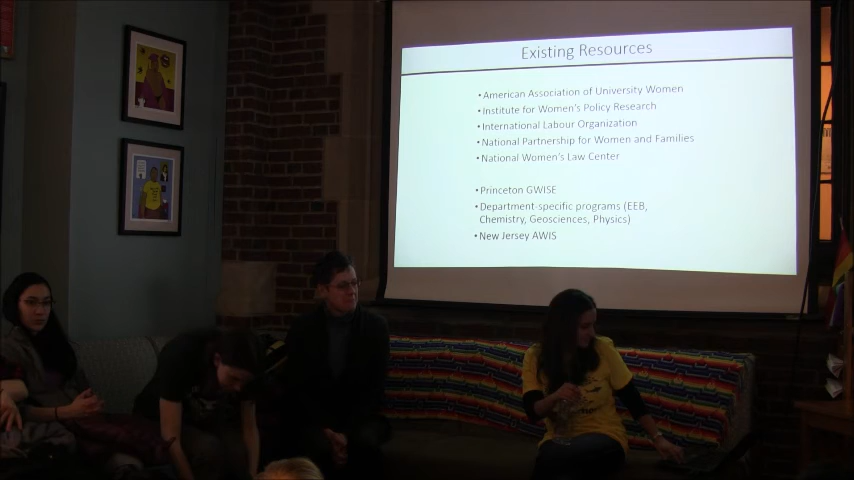 Existing Resources
• American Association of University Women
• Institute for Women's Policy Research
• International Labour Organization
• National Partnership for Women and Families
• National Women's Law Center
• Princeton GWISE
• Department-specific programs (EEB,
Chemistry, Geosciences, Physics)
• New Jersey AWIS